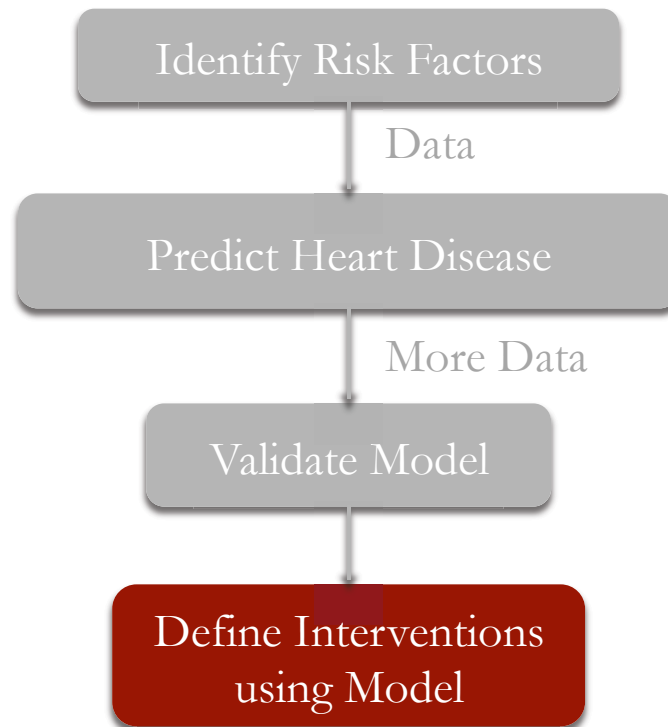 Identify Risk Factors
Data
Predict Heart Disease
More Data
Validate Model
Define Interventions
using Model